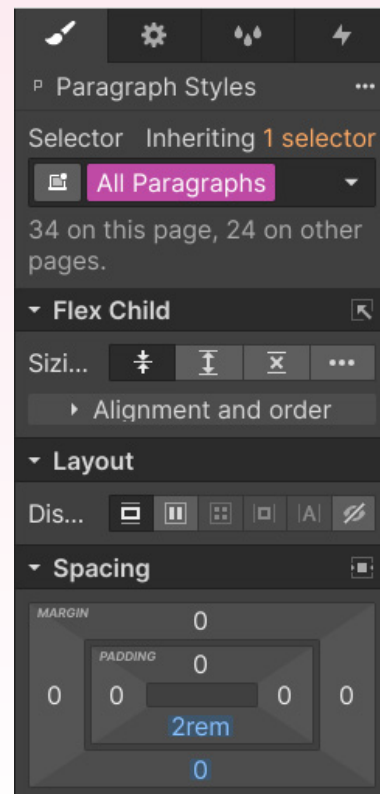 P Paragraph Styles
Selector Inheriting 1 selector
All Paragraphs
34 on this page, 24 on other
pages.
Flex Child
Sizi...
Alignment and order
Layout
Dis... A
Spacing
MARGIN
0
PADDING
0
0 0 0 0
2rem
0